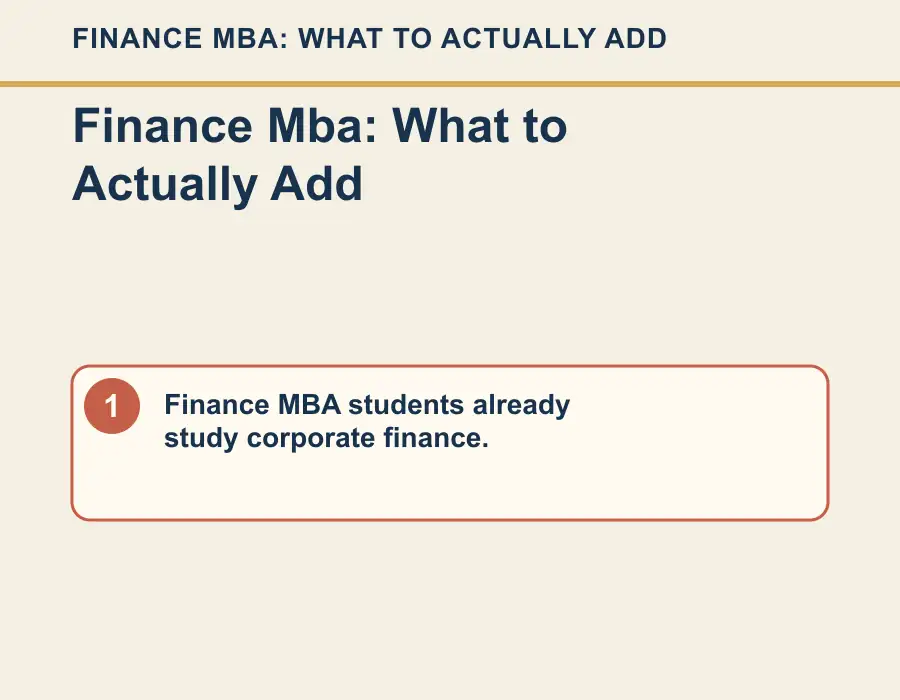 FINANCE MBA: WHAT TO ACTUALLY ADD
Finance Mba: What to
Actually Add
1
Finance MBA students already
study corporate finance.